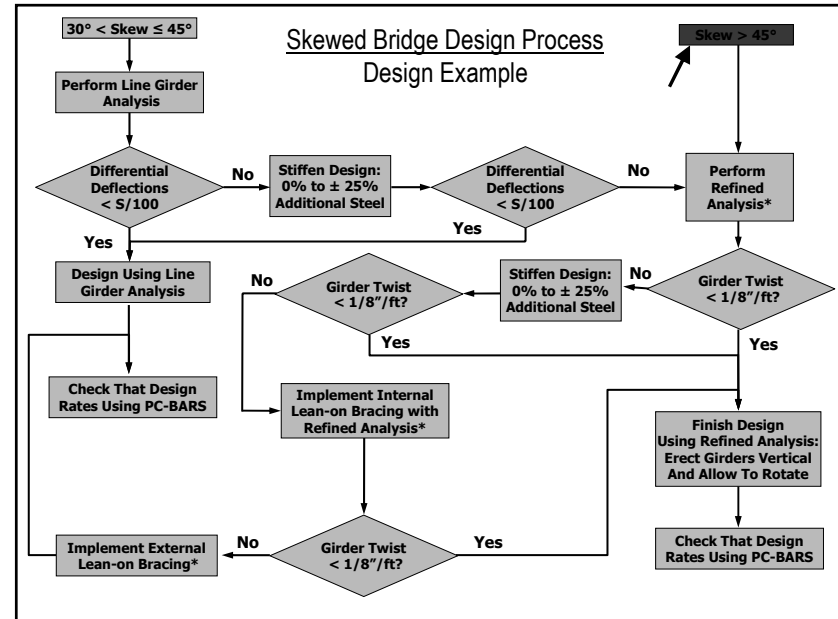 30° < Skew ≤ 45°
Skewed Bridge Design Process
Design Example
Skew > 45°
Perform Line Girder
Analysis
Differential
Deflections
< S/100
No
Stiffen Design:
0% to ± 25%
Additional Steel
Differential
Deflections
< S/100
No
Perform
Refined
Analysis*
Yes
Yes
Design Using Line
Girder Analysis
No
Girder Twist
< 1/8”/ft?
Stiffen Design:
0% to ± 25%
Additional Steel
No
Girder Twist
< 1/8”/ft?
Yes
Yes
Check That Design
Rates Using PC-BARS
Implement Internal
Lean-on Bracing with
Refined Analysis*
Finish Design
Using Refined Analysis:
Erect Girders Vertical
And Allow To Rotate
Implement External
Lean-on Bracing*
No
Girder Twist
< 1/8”/ft?
Yes
Check That Design
Rates Using PC-BARS